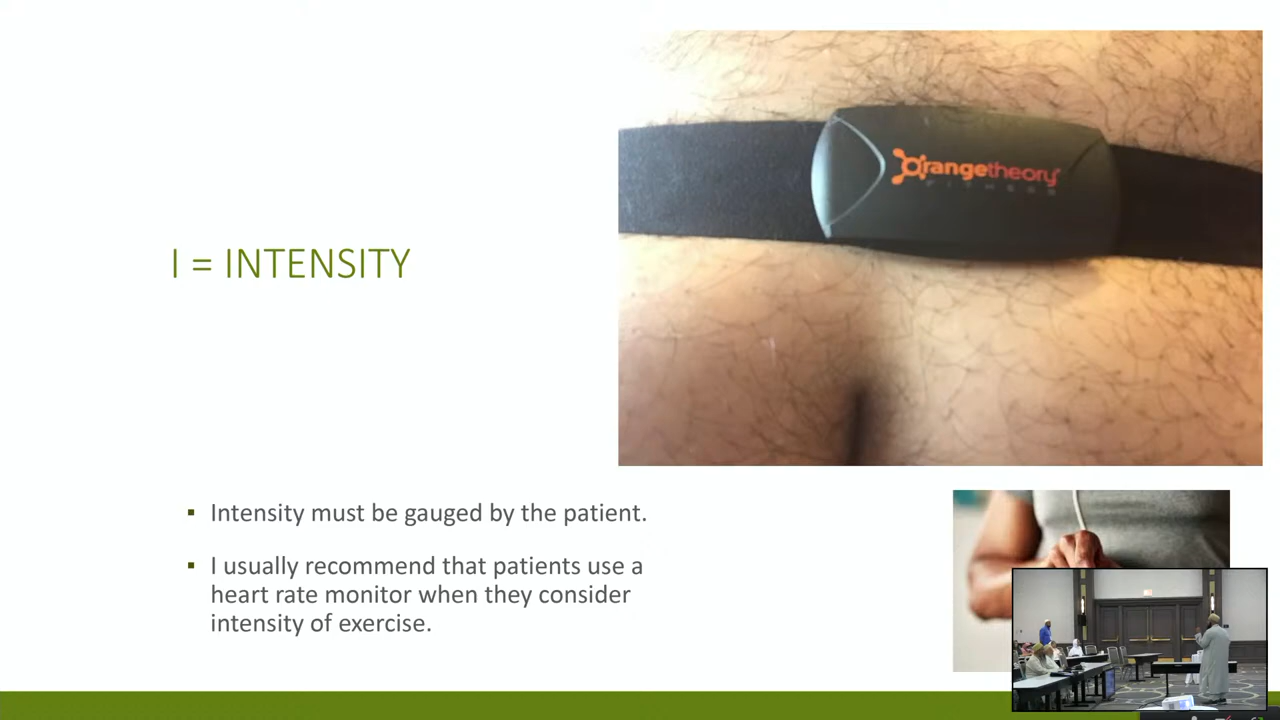 orangetheory
FITNESS
I = INTENSITY
▪ Intensity must be gauged by the patient.
▪ I usually recommend that patients use a
heart rate monitor when they consider
intensity of exercise.